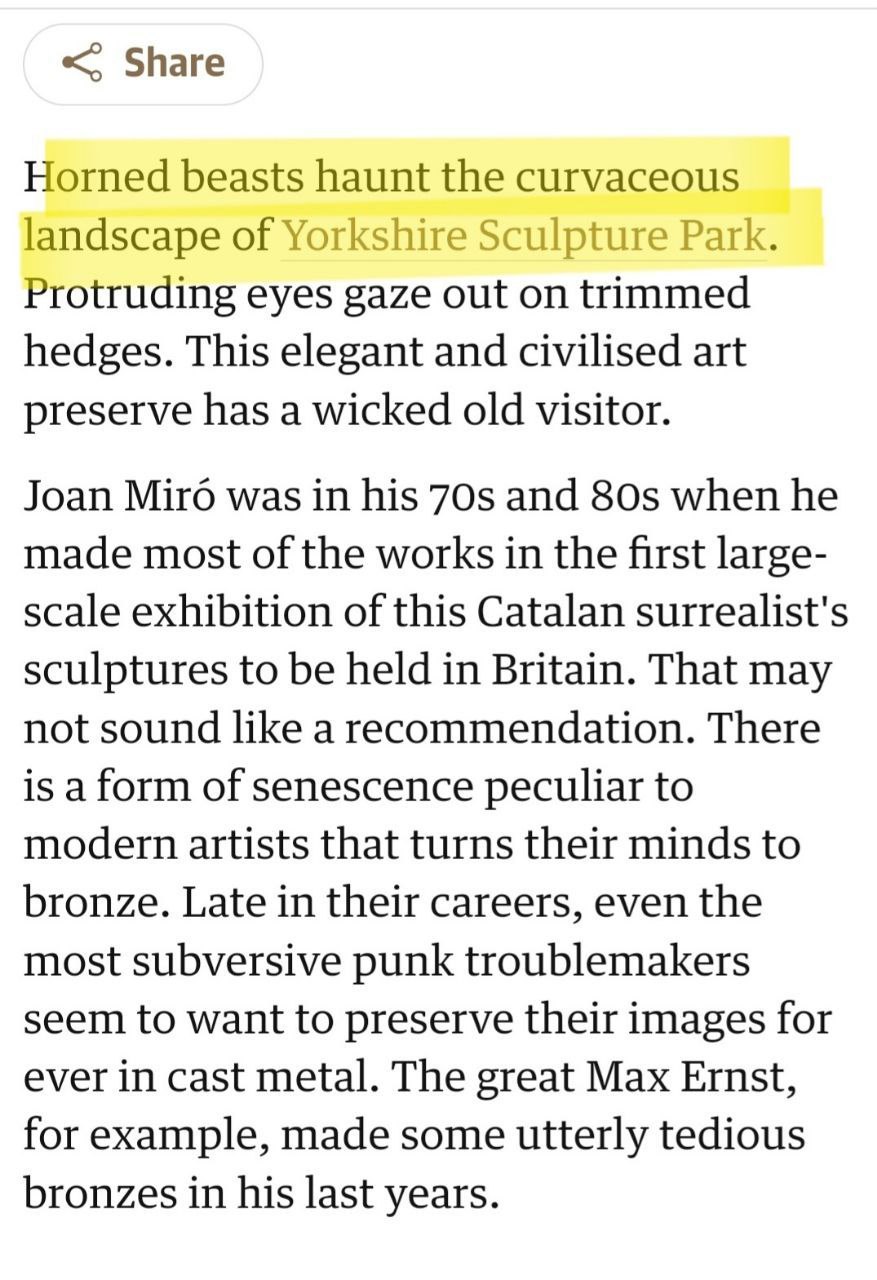 Share
Horned beasts haunt the curvaceous
landscape of Yorkshire Sculpture Park.
Protruding eyes gaze out on trimmed
hedges. This elegant and civilised art
preserve has a wicked old visitor.
Joan Miró was in his 70s and 80s when he
made most of the works in the first large-
scale exhibition of this Catalan surrealist's
sculptures to be held in Britain. That may
not sound like a recommendation. There
is a form of senescence peculiar to
modern artists that turns their minds to
bronze. Late in their careers, even the
most subversive punk troublemakers
seem to want to preserve their images for
ever in cast metal. The great Max Ernst,
for example, made some utterly tedious
bronzes in his last years.